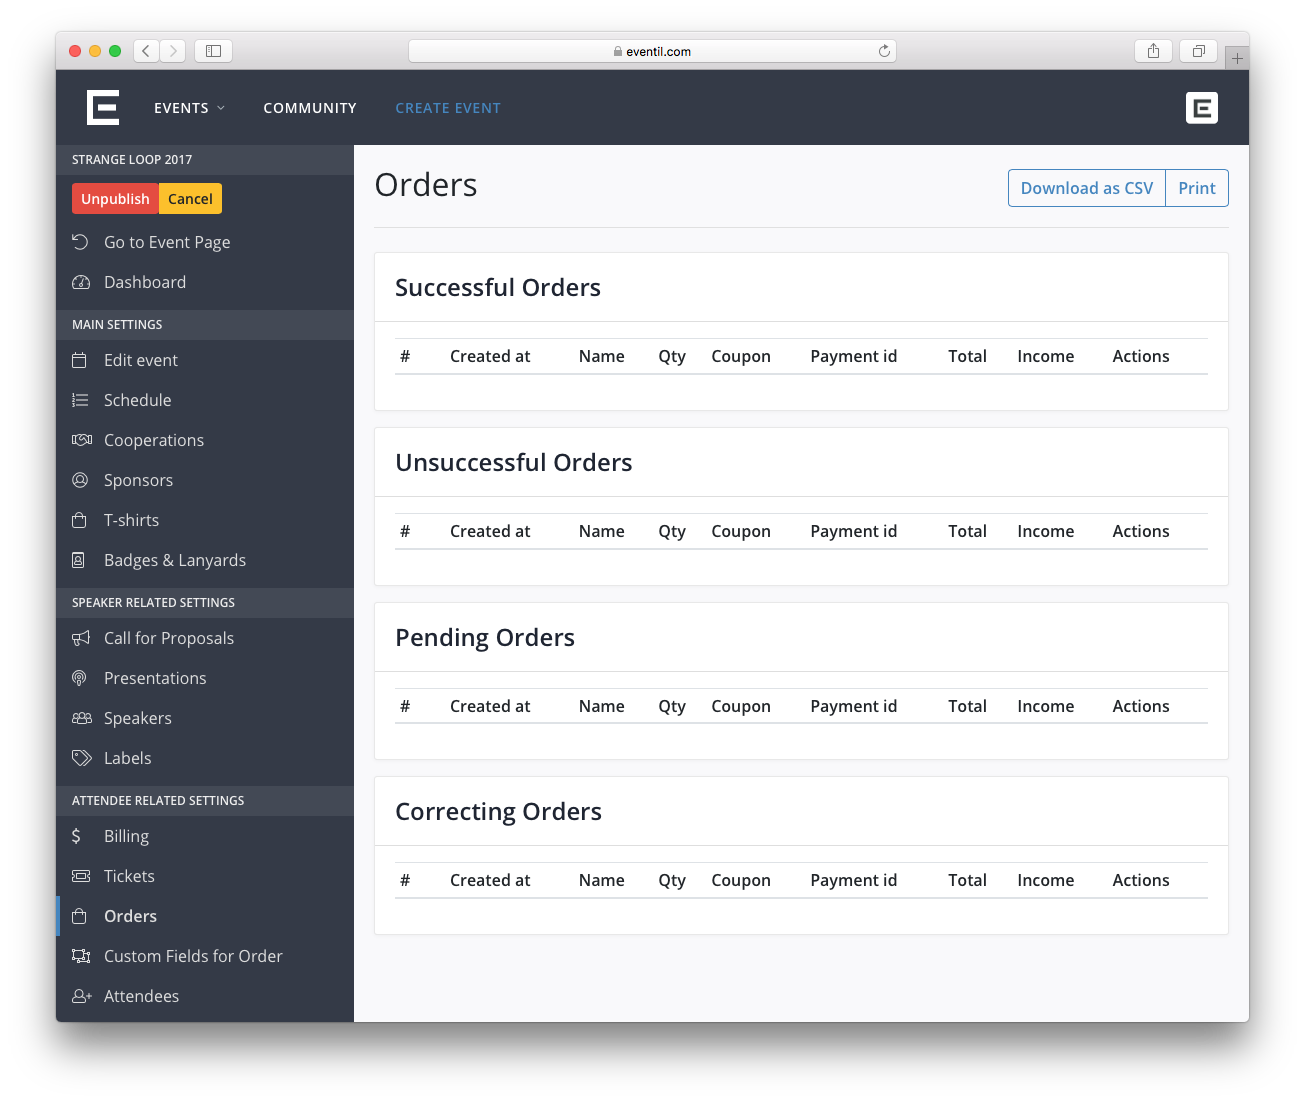 eventil.com
EVENTS
COMMUNITY
CREATE EVENT
STRANGE LOOP 2017
Unpublish
Cancel
Go to Event Page
Dashboard
MAIN SETTINGS
Edit event
Schedule
Cooperations
Sponsors
T-shirts
Badges & Lanyards
SPEAKER RELATED SETTINGS
Call for Proposals
Presentations
Speakers
Labels
ATTENDEE RELATED SETTINGS
Billing
Tickets
Orders
Custom Fields for Order
Attendees
Orders
Download as CSV
Print
Successful Orders
# Created at Name Qty Coupon Payment id Total Income Actions
Unsuccessful Orders
# Created at Name Qty Coupon Payment id Total Income Actions
Pending Orders
# Created at Name Qty Coupon Payment id Total Income Actions
Correcting Orders
# Created at Name Qty Coupon Payment id Total Income Actions